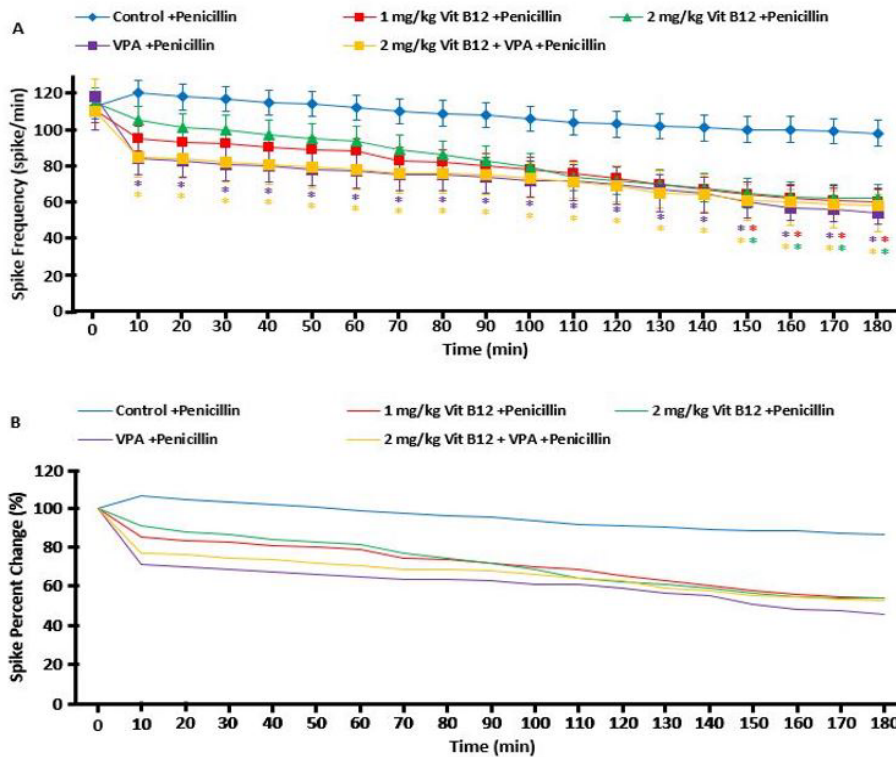 A
Control +Penicillin 1 mg/kg Vit B12 +Penicillin 2 mg/kg Vit B12 +Penicillin
VPA +Penicillin 2 mg/kg Vit B12 + VPA +Penicillin
Spike Frequency (spike/min)
120
100
80
60
40
20
0
0 10 20 30 40 50 60 70 80 90 100 110 120 130 140 150 160 170 180
Time (min)
B
Control +Penicillin 1 mg/kg Vit B12 +Penicillin 2 mg/kg Vit B12 +Penicillin
VPA +Penicillin 2 mg/kg Vit B12 + VPA +Penicillin
Spike Percent Change (%)
120
100
80
60
40
20
0
0 10 20 30 40 50 60 70 80 90 100 110 120 130 140 150 160 170 180
Time (min)